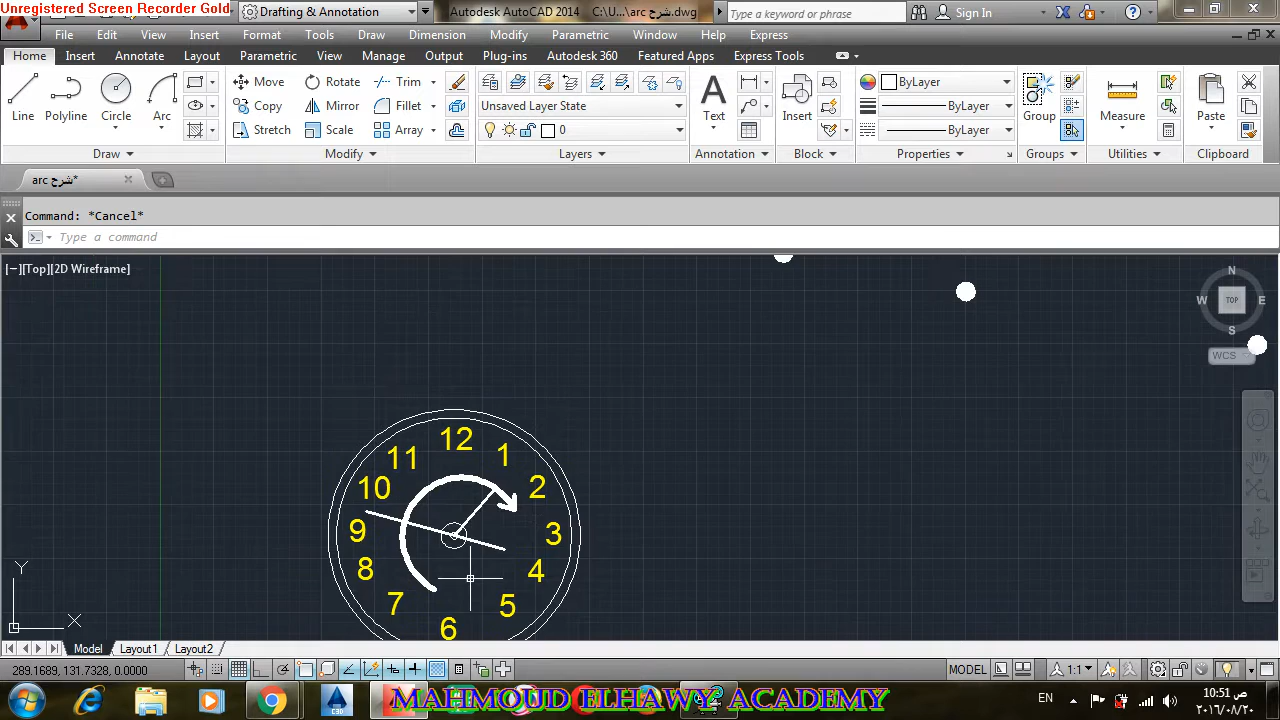 Unregistered Screen Recorder Gold
Drafting & Annotation
Autodesk AutoCAD 2014 C:\U...\arc شرح.dwg
Type a keyword or phrase
Sign In
File Edit View Insert Format Tools Draw Dimension Modify Parametric Window Help Express
Home Insert Annotate Layout Parametric View Manage Output Plug-ins Autodesk 360 Featured Apps Express Tools
Line Polyline Circle Arc
Move Rotate Trim
Copy Mirror Fillet
Stretch Scale Array
Unsaved Layer State
0
Text
Insert
ByLayer
ByLayer
ByLayer
Group
Measure
Paste
Draw Modify Layers Annotation Block Properties Groups Utilities Clipboard
arc شرح*
Command: *Cancel*
Type a command
[−][Top][2D Wireframe]
N
W TOP E
S
WCS
12
11 1
10 2
9 3
8 4
7 5
6
Y
X
Model Layout1 Layout2
289.1689, 131.7328, 0.0000
MODEL
1:1
C3D
MAHMOUD ELHAWY ACADEMY
EN
10:51 ص
٢٠١٦/٠٨/٢٠